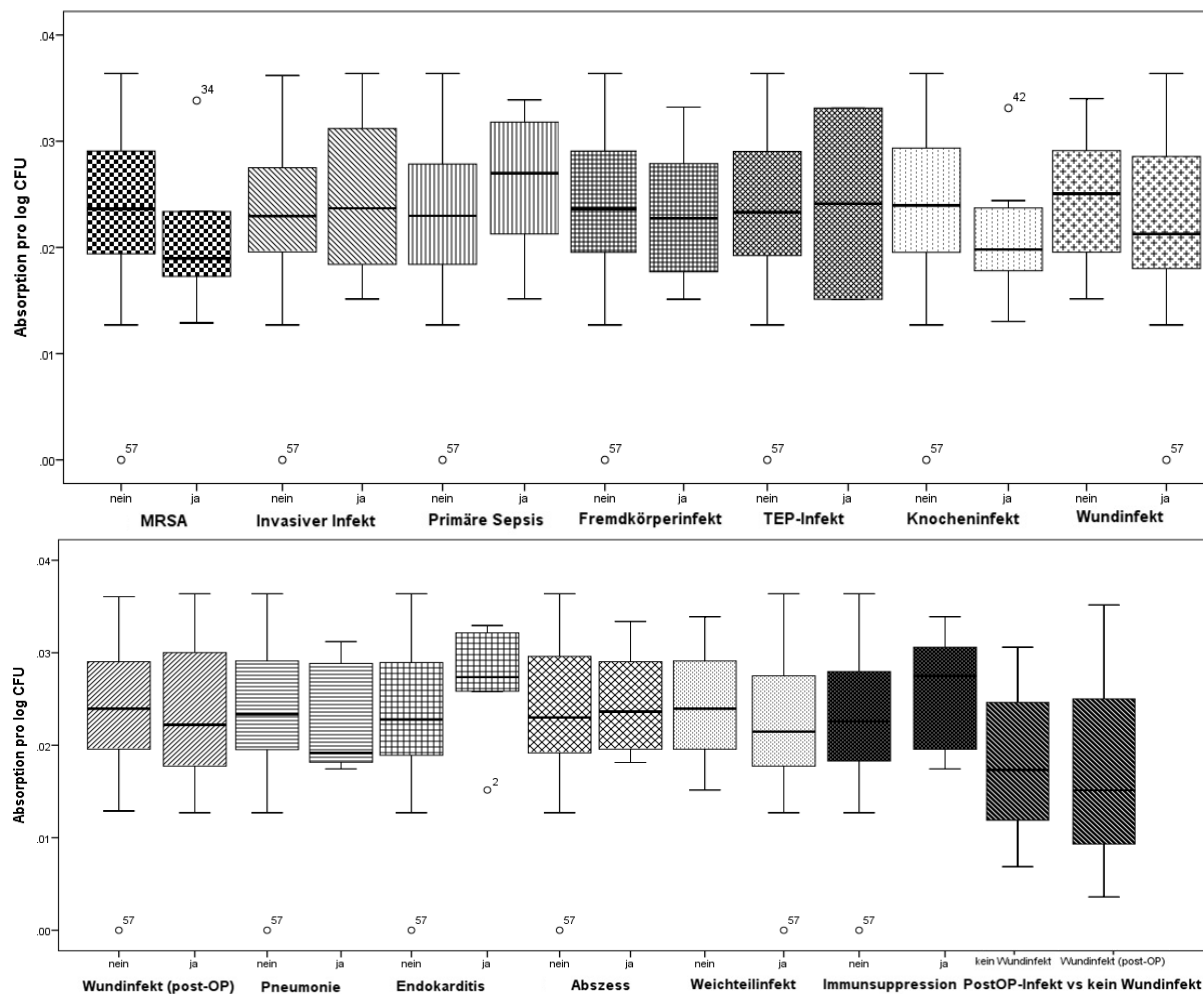 .04
34
42
.03
.02
.01
57 57 57 57 57 57 57
.00
Absorption pro log CFU
nein ja nein ja nein ja nein ja nein ja nein ja nein ja
MRSA Invasiver Infekt Primäre Sepsis Fremdkörperinfekt TEP-Infekt Knocheninfekt Wundinfekt
.04
.03
.02
2
.01
57 57 57 57 57 57
.00
Absorption pro log CFU
nein ja nein ja nein ja nein ja nein ja nein ja kein Wundinfekt Wundinfekt (post-OP)
Wundinfekt (post-OP) Pneumonie Endokarditis Abszess Weichteilinfekt Immunsuppression PostOP-Infekt vs kein Wundinfekt